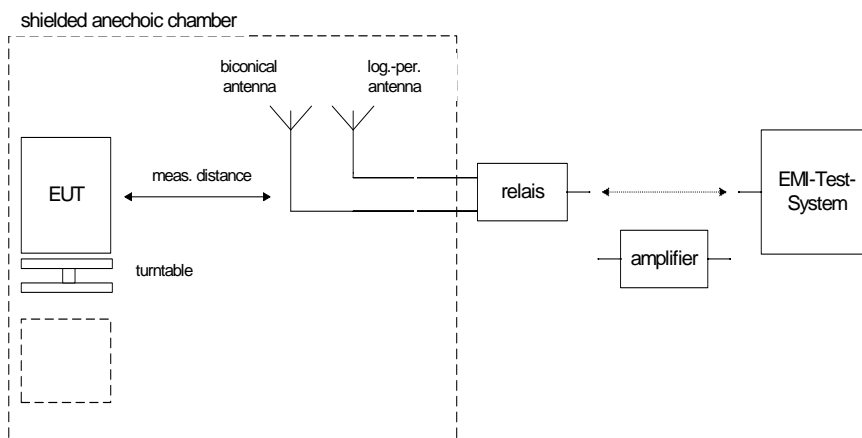 shielded anechoic chamber
biconical
antenna
log.-per.
antenna
EUT
meas. distance
relais
EMI-Test-
System
amplifier
turntable